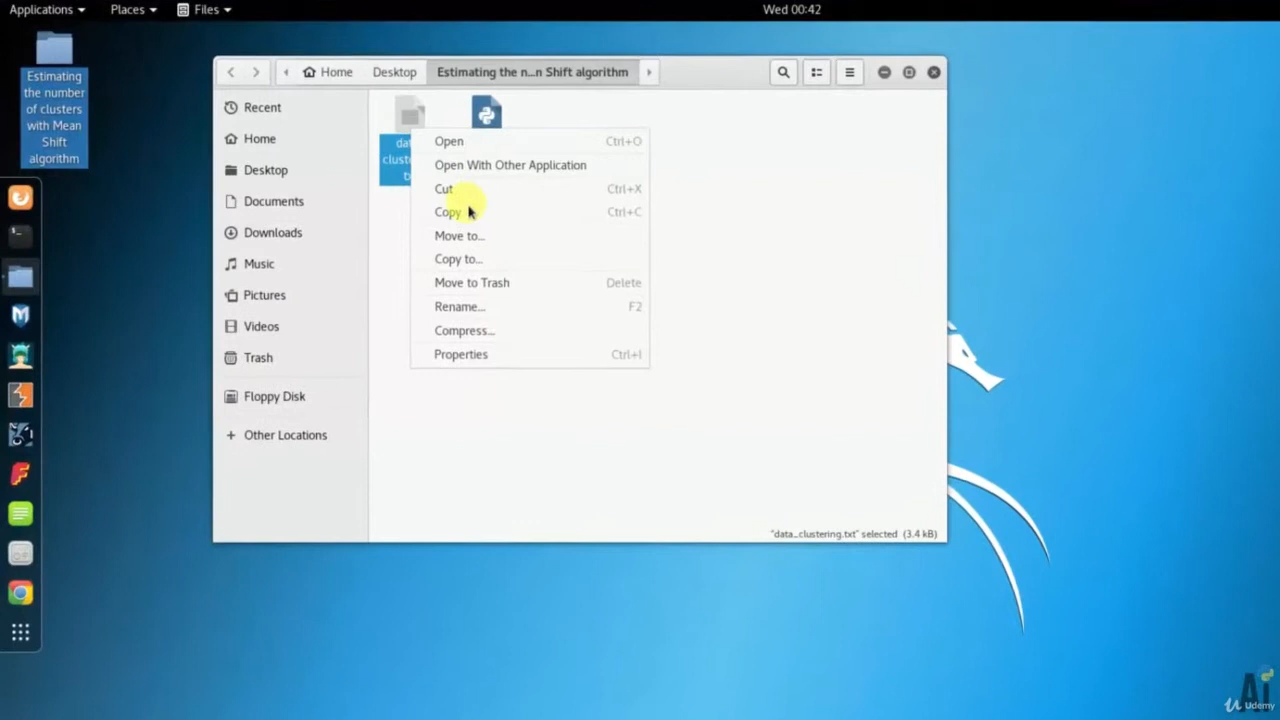 Applications
Places
Files
Wed 00:42
Estimating
the number
of clusters
with Mean
Shift
algorithm
Home
Desktop
Estimating the n...n Shift algorithm
Recent
Home
Desktop
Documents
Downloads
Music
Pictures
Videos
Trash
Floppy Disk
+ Other Locations
Open Ctrl+O
Open With Other Application
Cut Ctrl+X
Copy Ctrl+C
Move to...
Copy to...
Move to Trash Delete
Rename... F2
Compress... 
Properties Ctrl+I
"data_clustering.txt" selected (3.4 kB)
Ai
Udemy